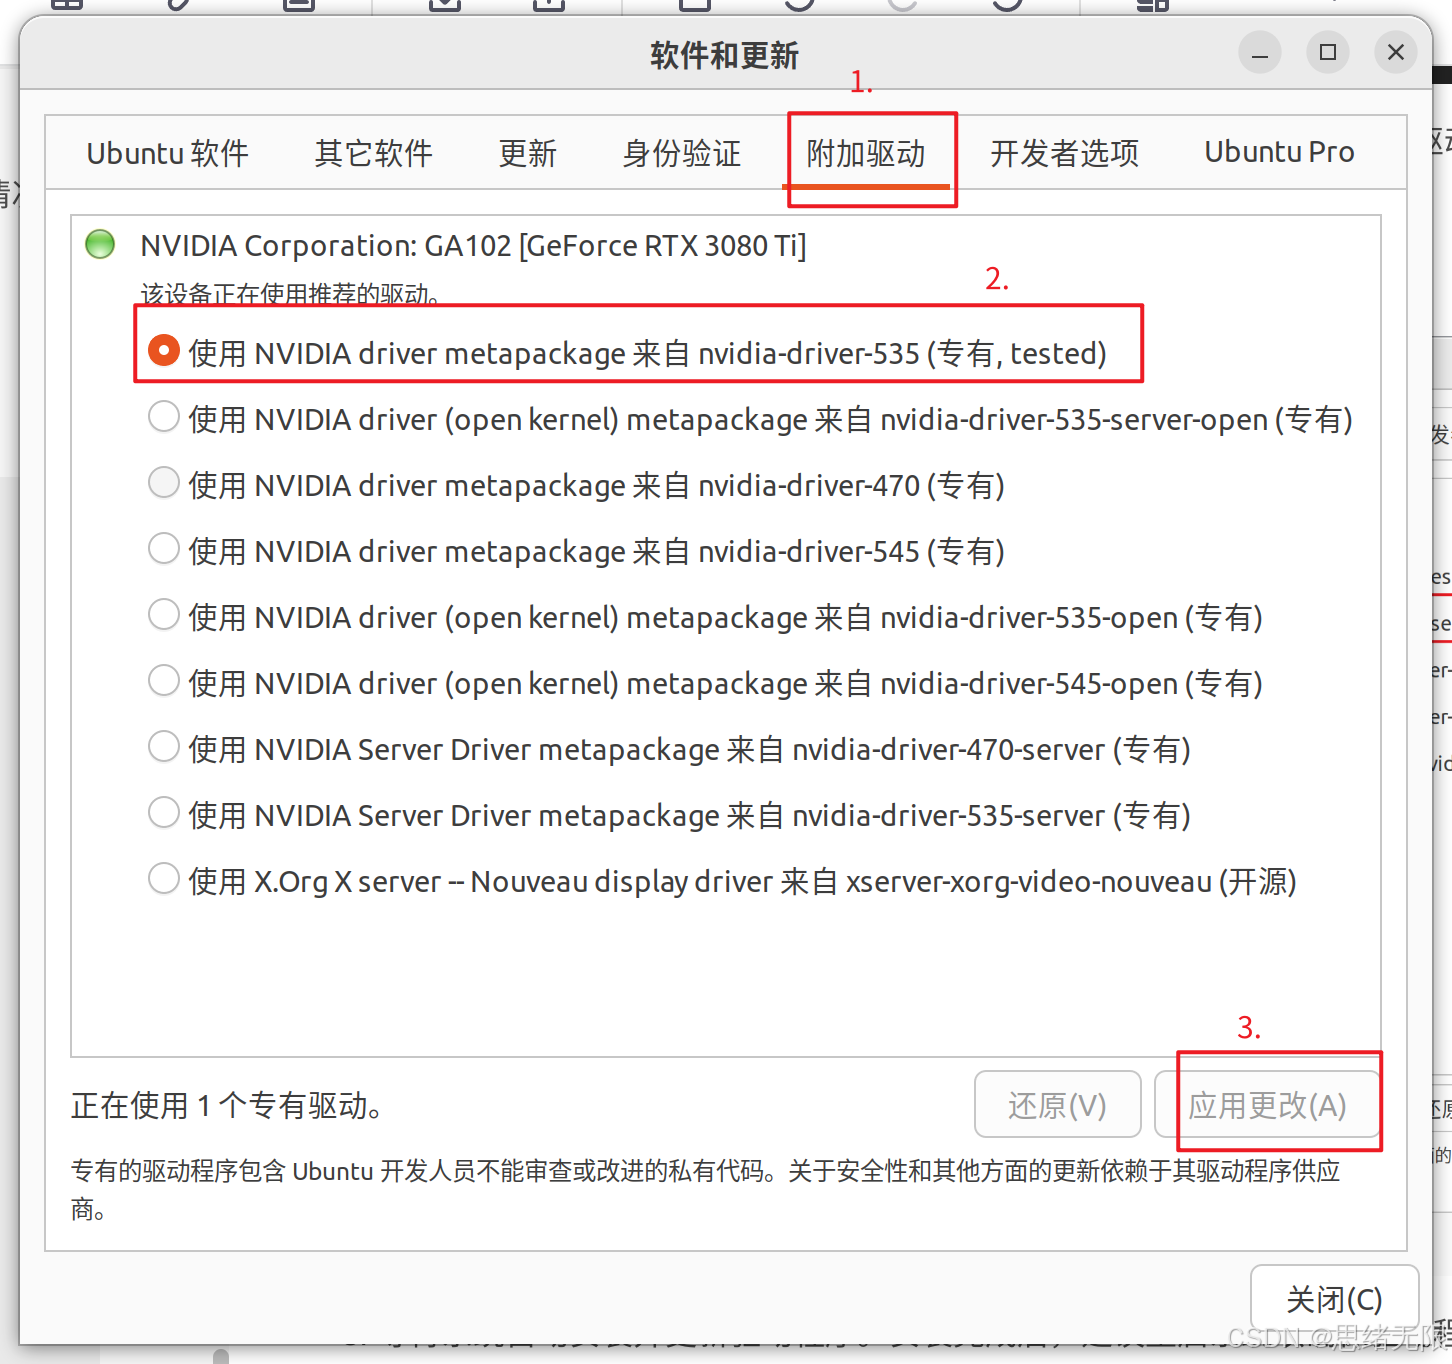 软件和更新
1.
Ubuntu 软件 其它软件 更新 身份验证 附加驱动 开发者选项 Ubuntu Pro
NVIDIA Corporation: GA102 [GeForce RTX 3080 Ti]
2.
该设备正在使用推荐的驱动。
使用 NVIDIA driver metapackage 来自 nvidia-driver-535 (专有, tested)
使用 NVIDIA driver (open kernel) metapackage 来自 nvidia-driver-535-server-open (专有)
使用 NVIDIA driver metapackage 来自 nvidia-driver-470 (专有)
使用 NVIDIA driver metapackage 来自 nvidia-driver-545 (专有)
使用 NVIDIA driver (open kernel) metapackage 来自 nvidia-driver-535-open (专有)
使用 NVIDIA driver (open kernel) metapackage 来自 nvidia-driver-545-open (专有)
使用 NVIDIA Server Driver metapackage 来自 nvidia-driver-470-server (专有)
使用 NVIDIA Server Driver metapackage 来自 nvidia-driver-535-server (专有)
使用 X.Org X server -- Nouveau display driver 来自 xserver-xorg-video-nouveau (开源)
3.
正在使用 1 个专有驱动。 还原(V) 应用更改(A)
专有的驱动程序包含 Ubuntu 开发人员不能审查或改进的私有代码。关于安全性和其他方面的更新依赖于其驱动程序供应
商。
关闭(C)
CSDN @思绪无限